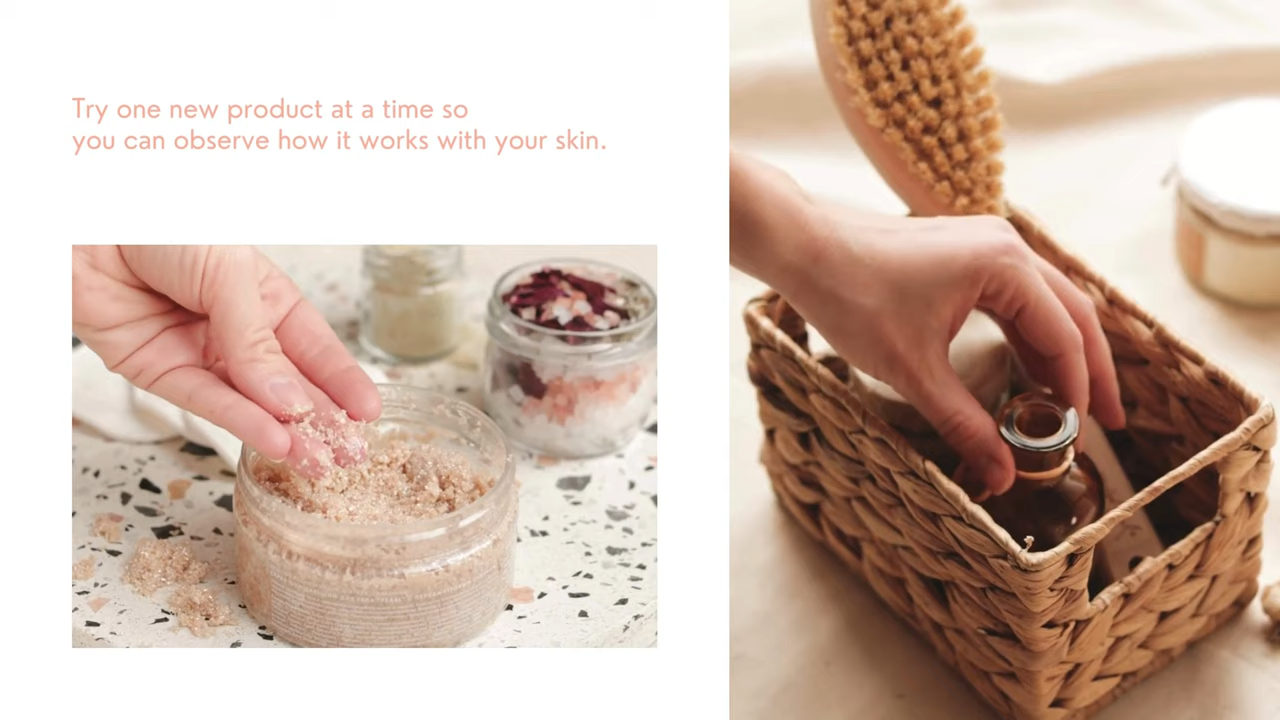 Try one new product at a time so
you can observe how it works with your skin.